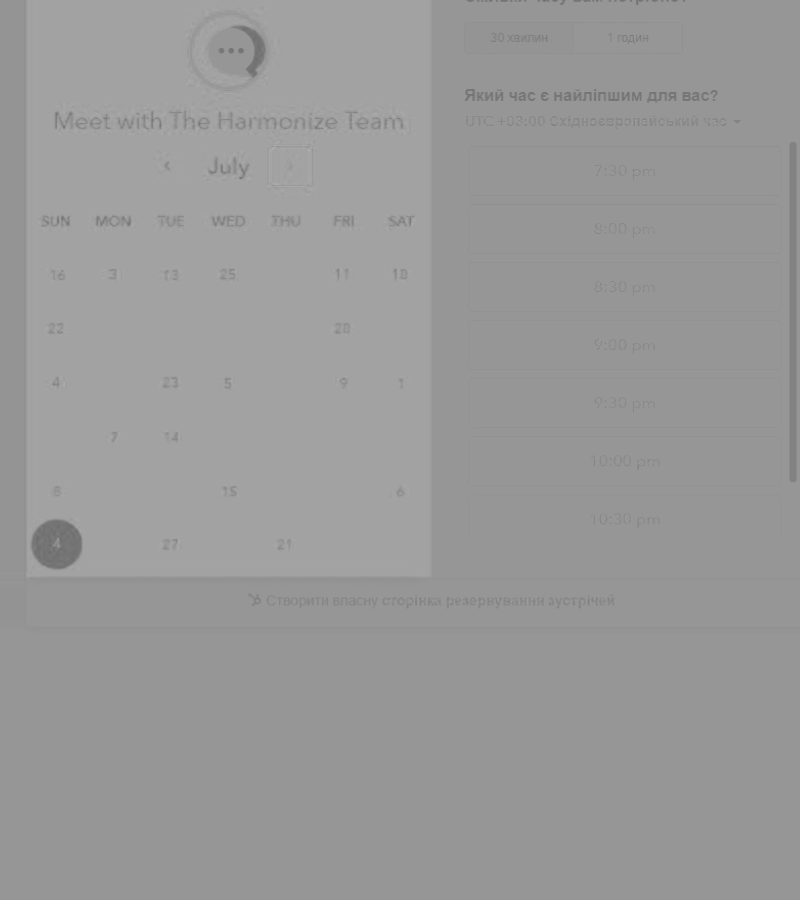 Meet with The Harmonize Team
July
SUN MON TUE WED THU FRI SAT
16 3 13 25 11 10
22 20
4 23 5 9 1
7 14
8 15 6
4 27 21
30 хвилин 1 годин
Який час є найліпшим для вас?
UTC +03:00 Східноєвропейський час
7:30 pm
8:00 pm
8:30 pm
9:00 pm
9:30 pm
10:00 pm
10:30 pm
Створити власну сторінка резервування зустрічей